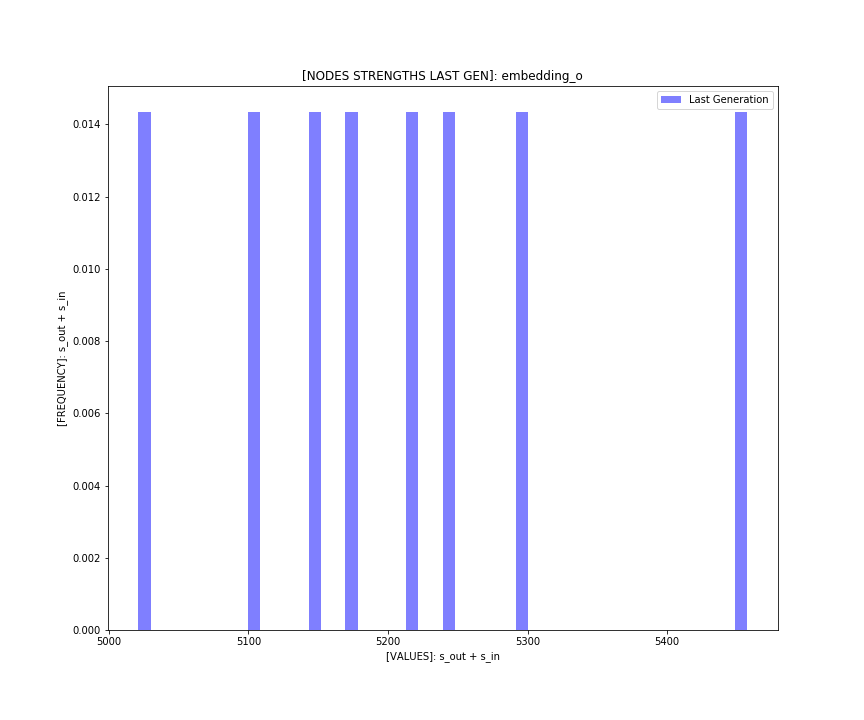 [NODES STRENGTHS LAST GEN]: embedding_o
Last Generation
0.014
0.012
0.010
0.008
0.006
0.004
0.002
0.000
[FREQUENCY]: s_out + s_in
5000 5100 5200 5300 5400
[VALUES]: s_out + s_in